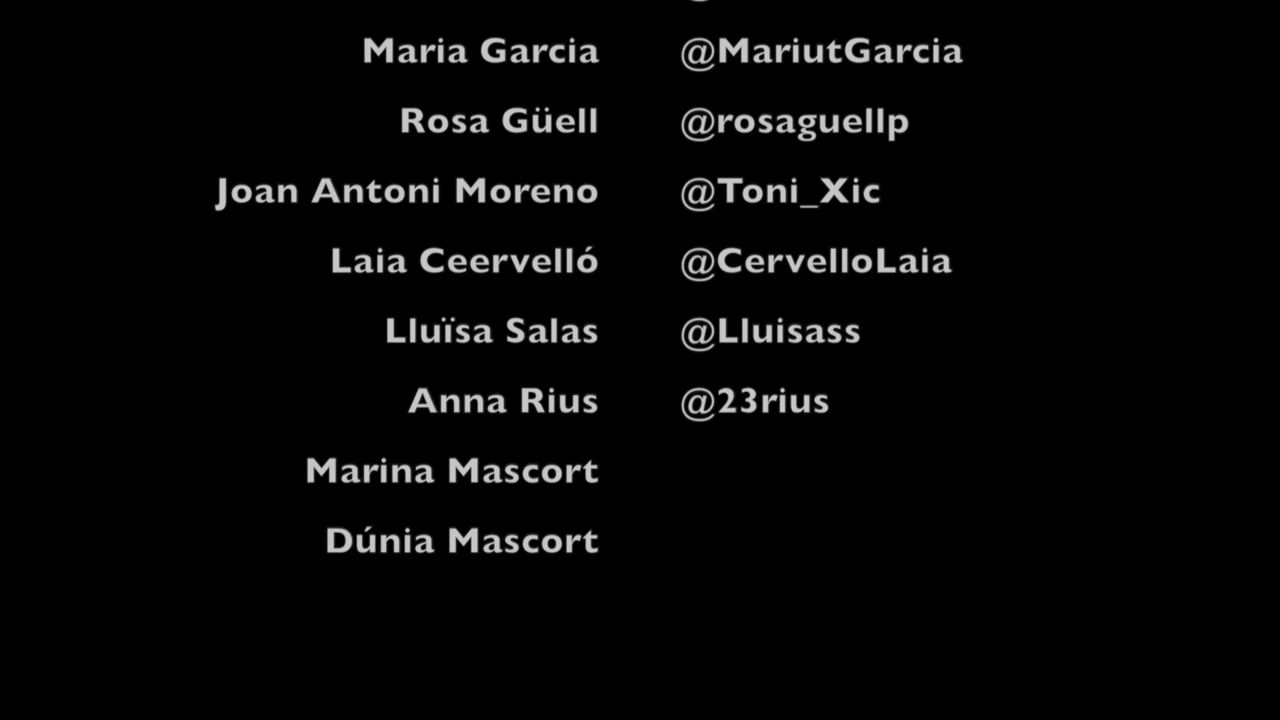 Maria Garcia @MariutGarcia
Rosa Güell @rosaguellp
Joan Antoni Moreno @Toni_Xic
Laia Ceervelló @CervelloLaia
Lluïsa Salas @Lluisass
Anna Rius @23rius
Marina Mascort
Dúnia Mascort